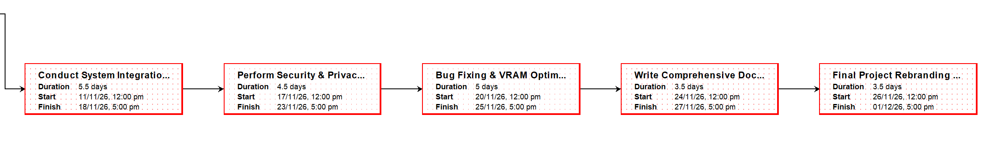 Conduct System Integratio...
Duration 5.5 days
Start 11/11/26, 12:00 pm
Finish 18/11/26, 5:00 pm
Perform Security & Privac...
Duration 4.5 days
Start 17/11/26, 12:00 pm
Finish 23/11/26, 5:00 pm
Bug Fixing & VRAM Optim...
Duration 5 days
Start 20/11/26, 12:00 pm
Finish 25/11/26, 5:00 pm
Write Comprehensive Doc...
Duration 3.5 days
Start 24/11/26, 12:00 pm
Finish 27/11/26, 5:00 pm
Final Project Rebranding ...
Duration 3.5 days
Start 26/11/26, 12:00 pm
Finish 01/12/26, 5:00 pm